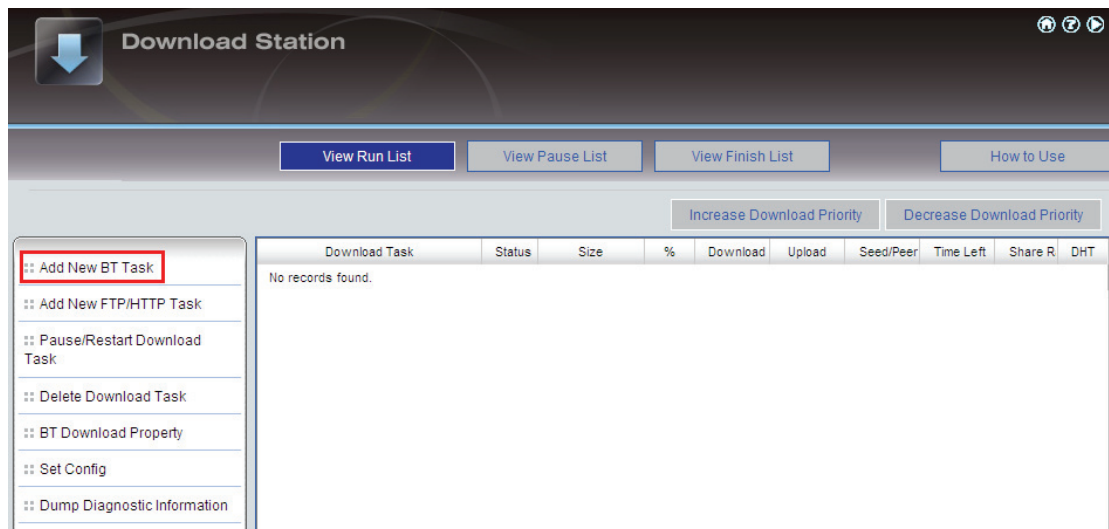 Download Station
View Run List
View Pause List
View Finish List
How to Use
Increase Download Priority
Decrease Download Priority
Add New BT Task
Add New FTP/HTTP Task
Pause/Restart Download
Task
Delete Download Task
BT Download Property
Set Config
Dump Diagnostic Information
Download Task Status Size % Download Upload Seed/Peer Time Left Share R DHT
No records found.